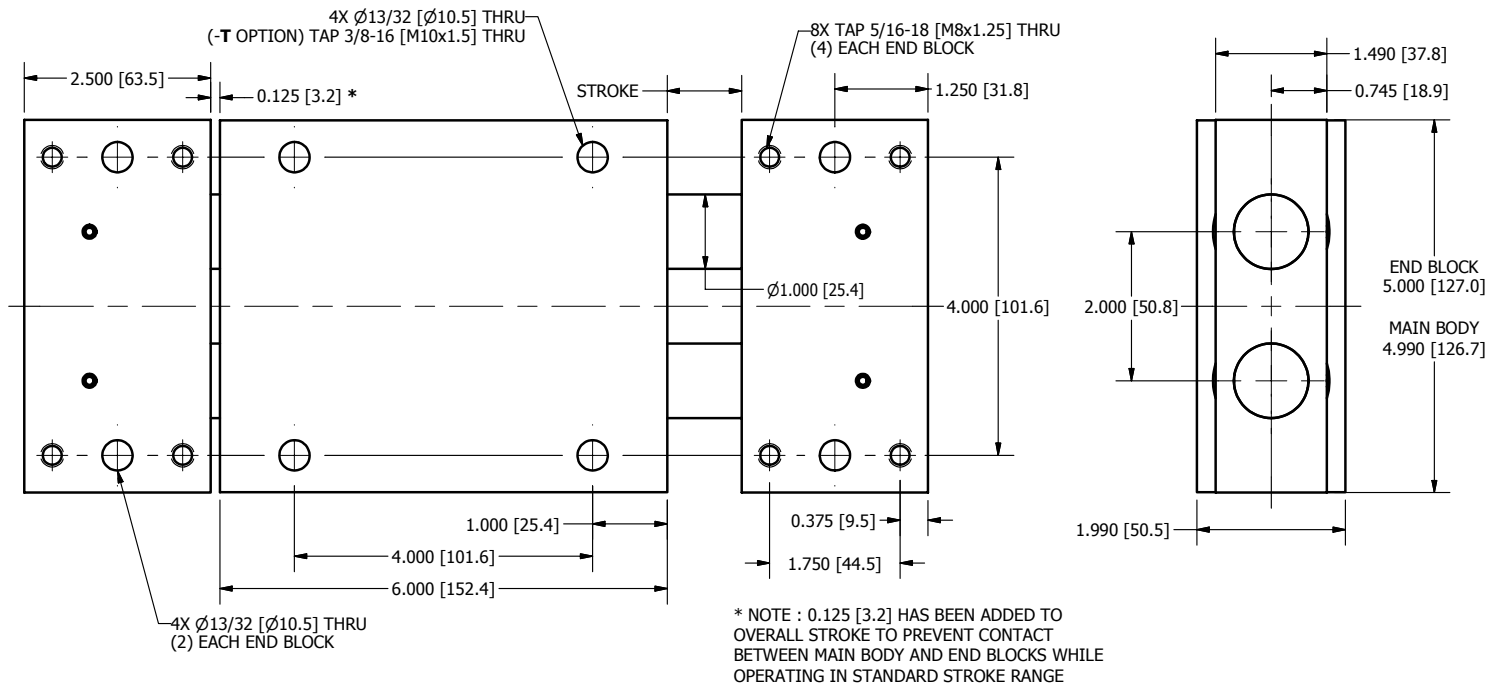 4X Ø13/32 [Ø10.5] THRU
(-T OPTION) TAP 3/8-16 [M10x1.5] THRU
8X TAP 5/16-18 [M8x1.25] THRU
(4) EACH END BLOCK
1.490 [37.8]
2.500 [63.5]
0.125 [3.2] *
STROKE
1.250 [31.8]
0.745 [18.9]
Ø1.000 [25.4]
4.000 [101.6]
2.000 [50.8]
END BLOCK
5.000 [127.0]
MAIN BODY
4.990 [126.7]
1.000 [25.4]
0.375 [9.5]
1.990 [50.5]
4.000 [101.6]
1.750 [44.5]
6.000 [152.4]
4X Ø13/32 [Ø10.5] THRU
(2) EACH END BLOCK
* NOTE : 0.125 [3.2] HAS BEEN ADDED TO
OVERALL STROKE TO PREVENT CONTACT
BETWEEN MAIN BODY AND END BLOCKS WHILE
OPERATING IN STANDARD STROKE RANGE